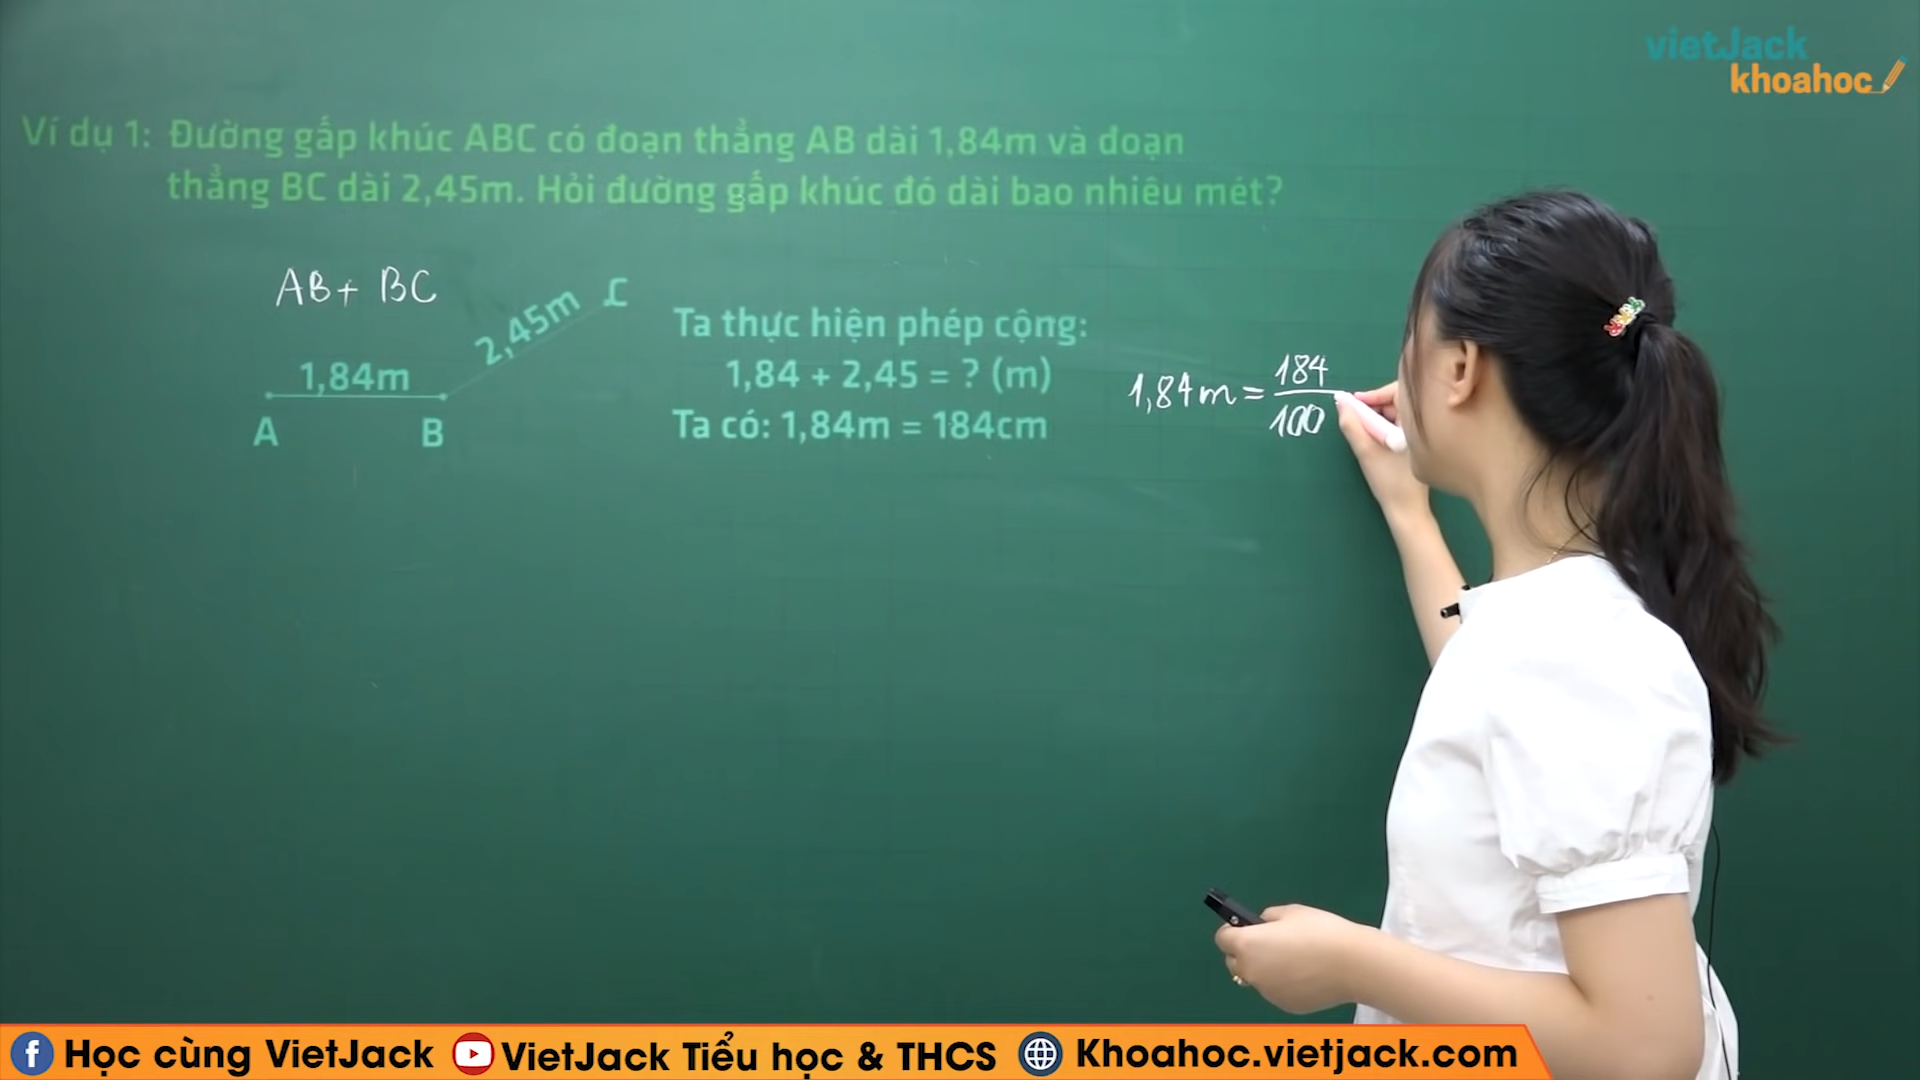 vietJack
khoahoc
Ví dụ 1: Đường gấp khúc ABC có đoạn thẳng AB dài 1,84m và đoạn
thẳng BC dài 2,45m. Hỏi đường gấp khúc đó dài bao nhiêu mét?
AB + BC
2,45m
C
1,84m
A
B
Ta thực hiện phép cộng:
1,84 + 2,45 = ? (m)
Ta có: 1,84m = 184cm
1,84m = 184/100
Học cùng VietJack
VietJack Tiểu học & THCS
Khoahoc.vietjack.com